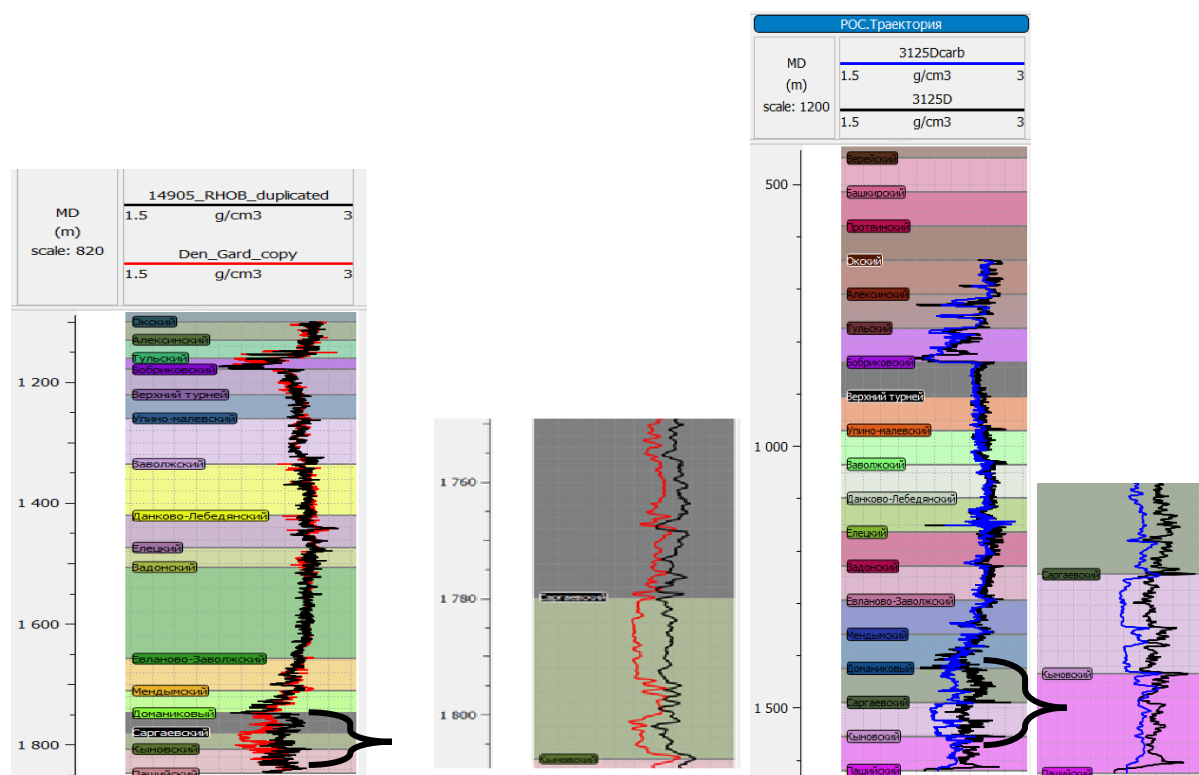 14905_RHOB_duplicated
1.5 g/cm3 3
MD
(m)
scale: 820
Den_Gard_copy
1.5 g/cm3 3
Окский
Алексинский
Тульский
Бобриковский
1 200
Верхний турней
Упино-малевский
Заволжский
1 400
Данково-Лебедянский
Елецкий
Задонский
1 600
Евланово-Заволжский
Мендымский
Доманиковый
Саргаевский
1 800
Кыновский
Пашийский
1 760
1 780
Саргаевский
1 800
Кыновский
РОС.Траектория
3125Dcarb
1.5 g/cm3 3
MD
(m)
scale: 1200
3125D
1.5 g/cm3 3
Верейский
500
Башкирский
Протвинский
Окский
Алексинский
Тульский
Бобриковский
Верхний турней
Упино-малевский
1 000
Заволжский
Данково-Лебедянский
Елецкий
Задонский
Евланово-Заволжский
Мендымский
Доманиковый
Саргаевский
1 500
Кыновский
Пашийский
Саргаевский
Кыновский
Пашийский